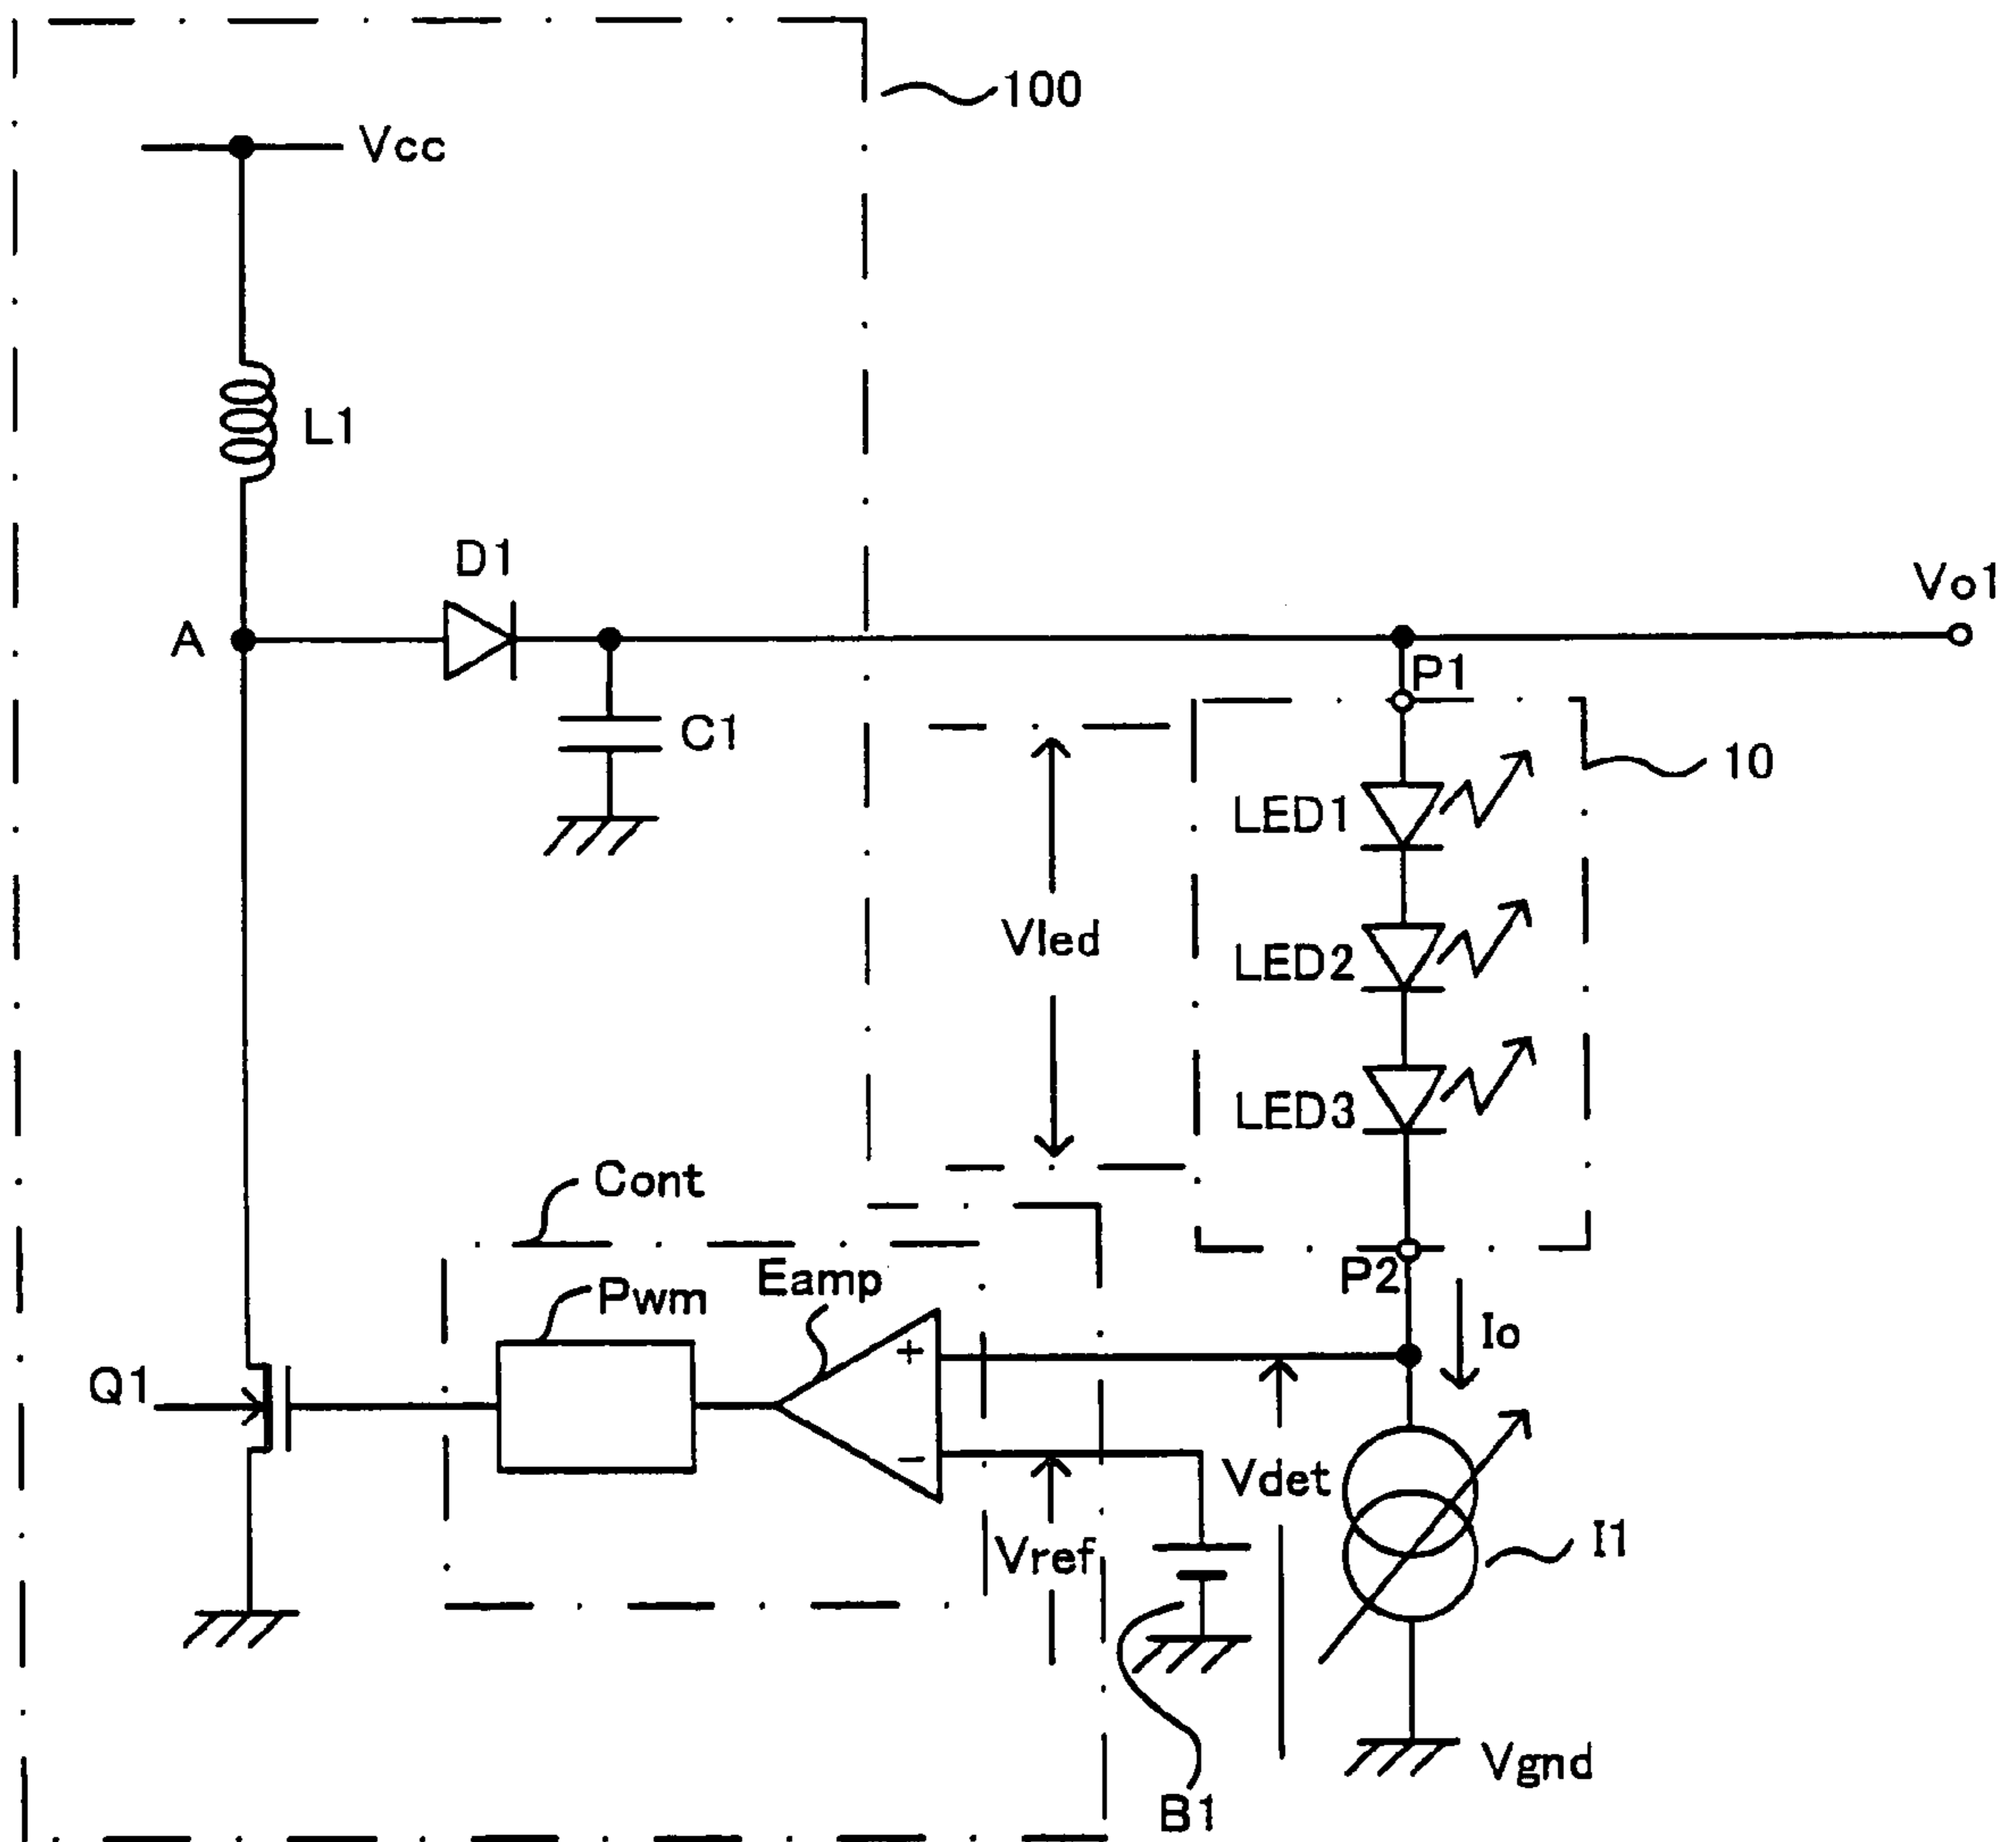 100
Vcc
L1
D1
Vo1
A
P1
C1
10
LED1
Vled
LED2
LED3
Cont
Eamp
P2
Pwm
Io
+
Q1
−
Vdet
Vref
I1
Vgnd
B1